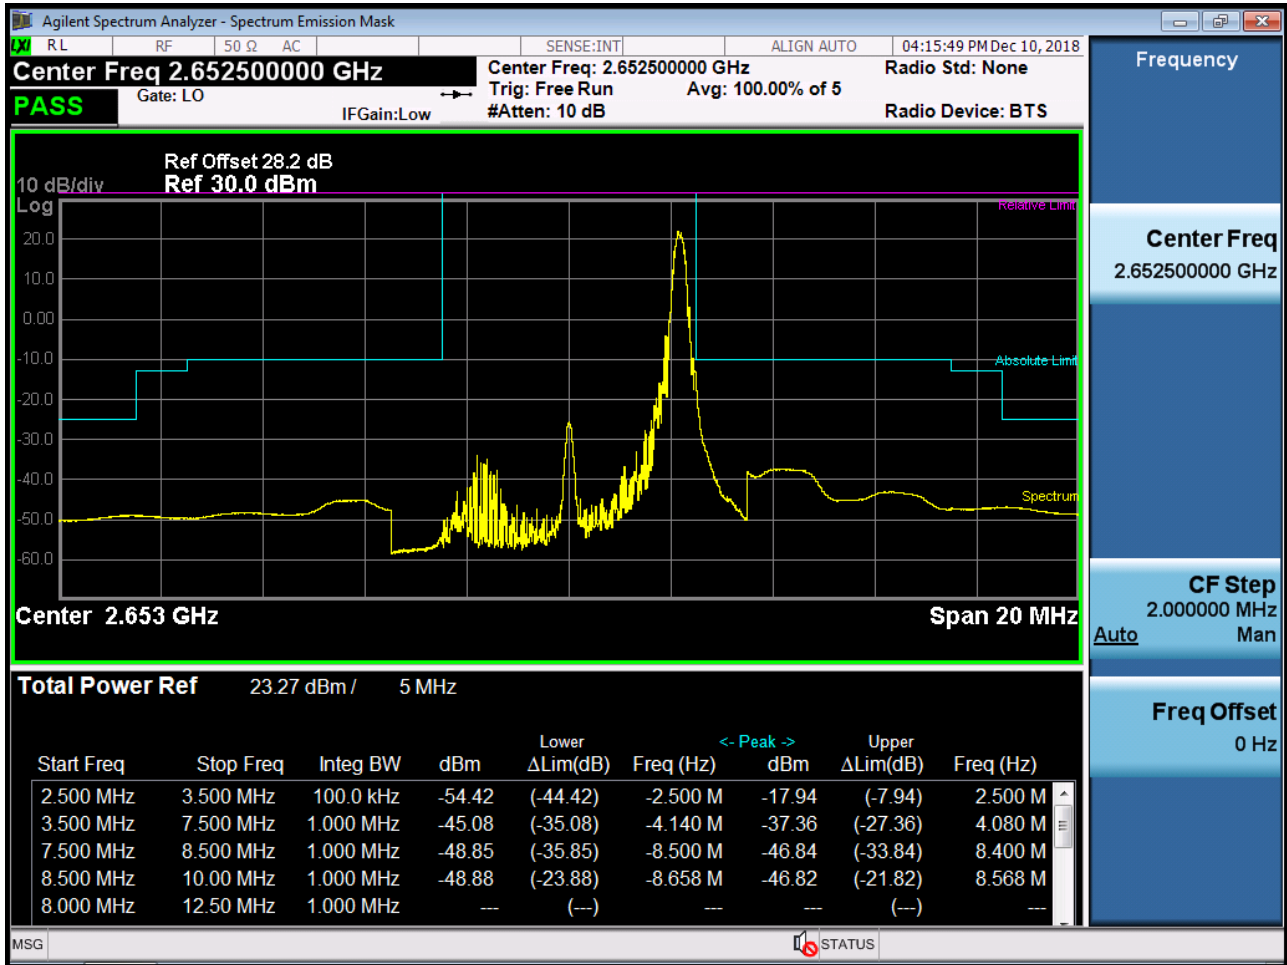 Agilent Spectrum Analyzer - Spectrum Emission Mask
LXI RL RF 50 Ω AC SENSE:INT ALIGN AUTO 04:15:49 PM Dec 10, 2018
Center Freq 2.652500000 GHz
Center Freq: 2.652500000 GHz
Radio Std: None
PASS
Gate: LO
Trig: Free Run
Avg: 100.00% of 5
IFGain:Low
#Atten: 10 dB
Radio Device: BTS
Ref Offset 28.2 dB
10 dB/div
Ref 30.0 dBm
Log
Relative Limit
20.0
10.0
0.00
-10.0
Absolute Limit
-20.0
-30.0
-40.0
Spectrum
-50.0
-60.0
Center 2.653 GHz
Span 20 MHz
Total Power Ref 23.27 dBm / 5 MHz
Lower <- Peak -> Upper
Start Freq Stop Freq Integ BW dBm ΔLim(dB) Freq (Hz) dBm ΔLim(dB) Freq (Hz)
2.500 MHz 3.500 MHz 100.0 kHz -54.42 (-44.42) -2.500 M -17.94 (-7.94) 2.500 M
3.500 MHz 7.500 MHz 1.000 MHz -45.08 (-35.08) -4.140 M -37.36 (-27.36) 4.080 M
7.500 MHz 8.500 MHz 1.000 MHz -48.85 (-35.85) -8.500 M -46.84 (-33.84) 8.400 M
8.500 MHz 10.00 MHz 1.000 MHz -48.88 (-23.88) -8.658 M -46.82 (-21.82) 8.568 M
8.000 MHz 12.50 MHz 1.000 MHz --- (---) --- --- (---) ---
MSG
STATUS
Frequency
Center Freq
2.652500000 GHz
CF Step
2.000000 MHz
Auto Man
Freq Offset
0 Hz